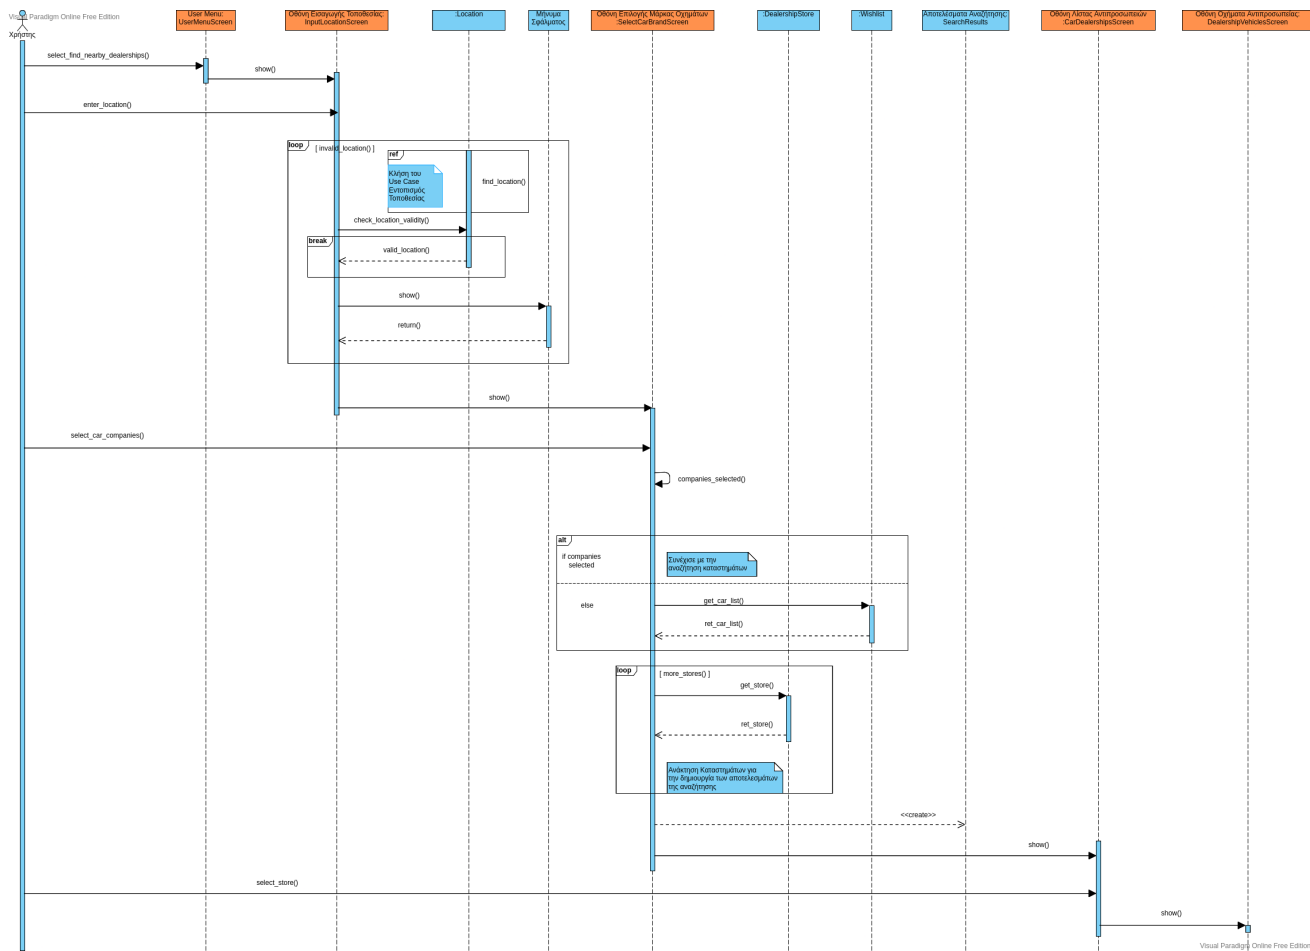 Visual Paradigm Online Free Edition
Χρήστης
User Menu:
UserMenuScreen
Οθόνη Εισαγωγής Τοποθεσίας:
InputLocationScreen
:Location
Μήνυμα
Σφάλματος
Οθόνη Επιλογής Μάρκας Οχημάτων
:SelectCarBrandScreen
:DealershipStore
:Wishlist
Αποτελέσματα Αναζήτησης:
SearchResults
Οθόνη Λίστας Αντιπροσωπειών
:CarDealershipsScreen
Οθόνη Οχήματα Αντιπροσωπείας:
DealershipVehiclesScreen
select_find_nearby_dealerships()
show()
enter_location()
loop
[ invalid_location() ]
ref
Κλήση του
Use Case
Εντοπισμός
Τοποθεσίας
find_location()
check_location_validity()
break
valid_location()
show()
return()
show()
select_car_companies()
companies_selected()
alt
if companies
selected
Συνέχισε με την
αναζήτηση καταστημάτων
else
get_car_list()
ret_car_list()
loop
[ more_stores() ]
get_store()
ret_store()
Ανάκτηση Καταστημάτων για
την δημιουργία των αποτελεσμάτων
της αναζήτησης
<<create>>
show()
select_store()
show()
Visual Paradigm Online Free Edition